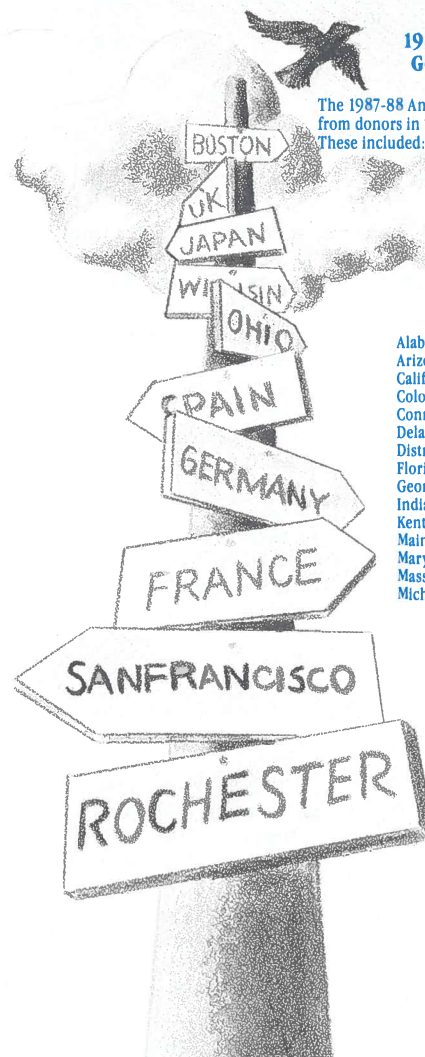 19
G
The 1987-88 An
from donors in
These included:
BOSTON
UK
JAPAN
OHIO
SPAIN
GERMANY
FRANCE
SANFRANCISCO
ROCHESTER
Alab
Arizo
Calif
Colo
Conn
Dela
Distr
Flori
Geor
India
Kent
Main
Mary
Mass
Mich